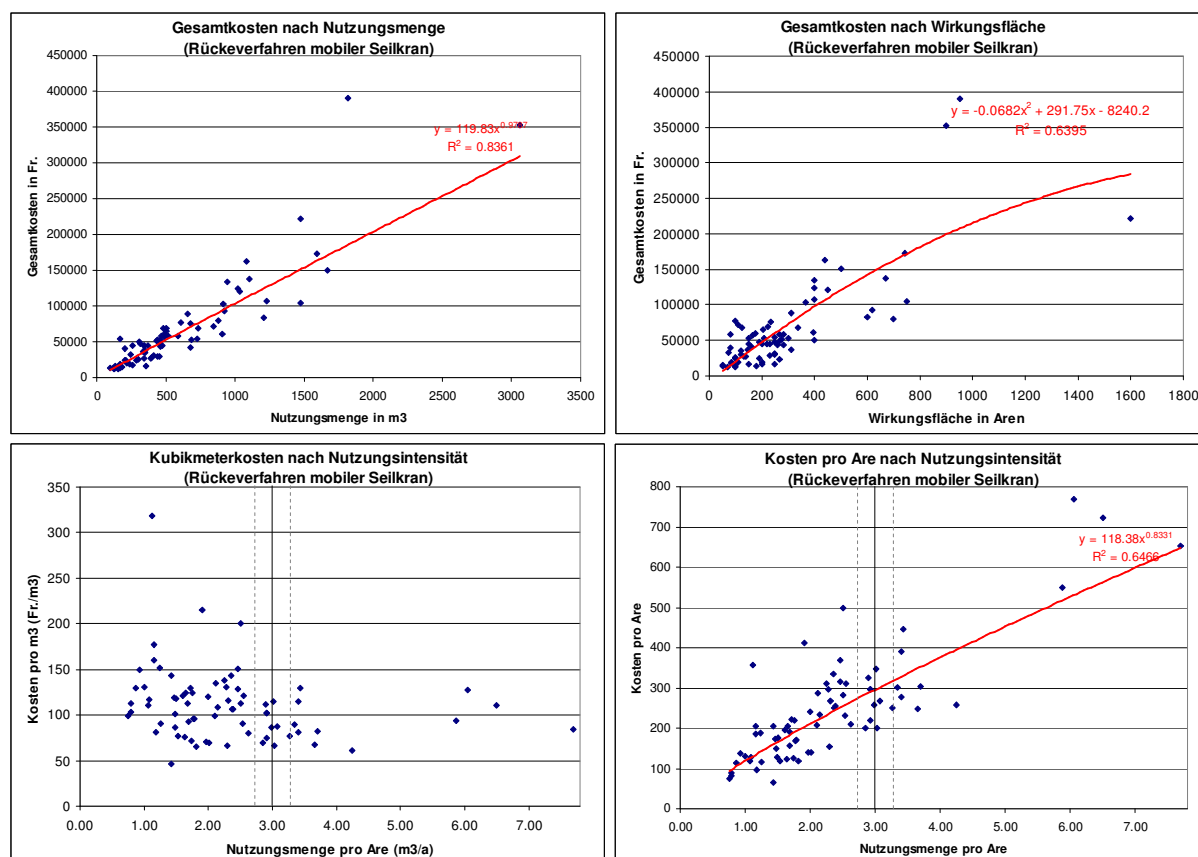 Gesamtkosten nach Nutzungsmenge
(Rückeverfahren mobiler Seilkran)
450000
400000
350000
300000
250000
200000
150000
100000
50000
0
Gesamtkosten in Fr.
R² = 0.8361
0 500 1000 1500 2000 2500 3000 3500
Nutzungsmenge in m3
Gesamtkosten nach Wirkungsfläche
(Rückeverfahren mobiler Seilkran)
450000
400000
350000
300000
250000
200000
150000
100000
50000
0
Gesamtkosten in Fr.
y = -0.0682x² + 291.75x - 8240.2
R² = 0.6395
0 200 400 600 800 1000 1200 1400 1600 1800
Wirkungsfläche in Aren
Kubikmeterkosten nach Nutzungsintensität
(Rückeverfahren mobiler Seilkran)
350
300
250
200
150
100
50
0
Kosten pro m3 (Fr./m3)
0.00 1.00 2.00 3.00 4.00 5.00 6.00 7.00
Nutzungsmenge pro Are (m3/a)
Kosten pro Are nach Nutzungsintensität
(Rückeverfahren mobiler Seilkran)
800
700
600
500
400
300
200
100
0
Kosten pro Are
y = 118.38x^0.8331
R² = 0.6466
0.00 1.00 2.00 3.00 4.00 5.00 6.00 7.00
Nutzungsmenge pro Are